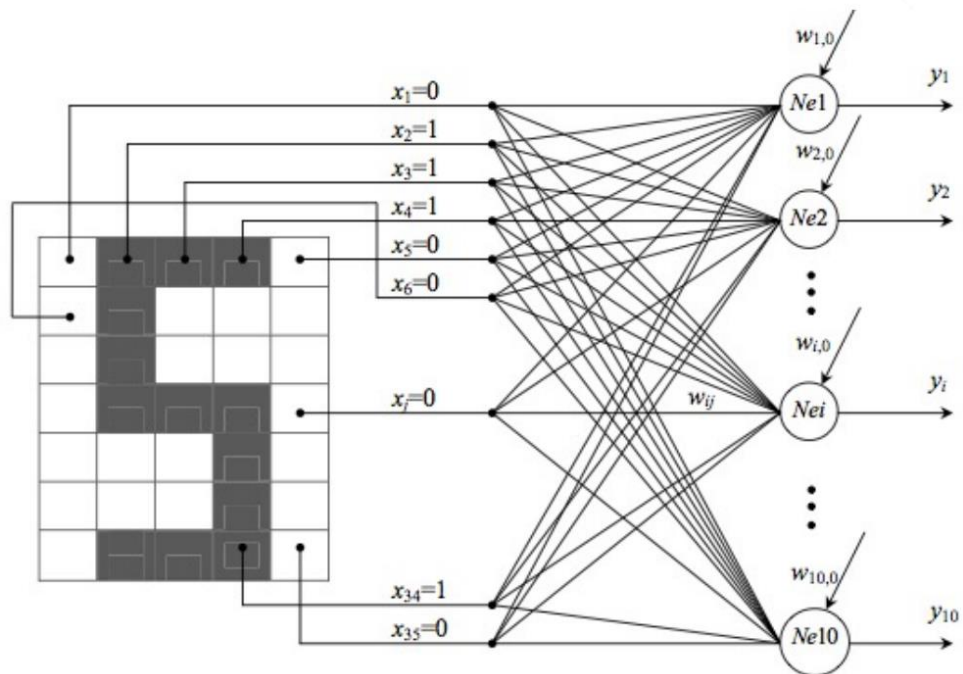 w1,0
x1=0
Ne1
y1
x2=1
w2,0
x3=1
x4=1
Ne2
y2
x5=0
x6=0
wi,0
xj=0
wij
Nei
yi
w10,0
x34=1
x35=0
Ne10
y10